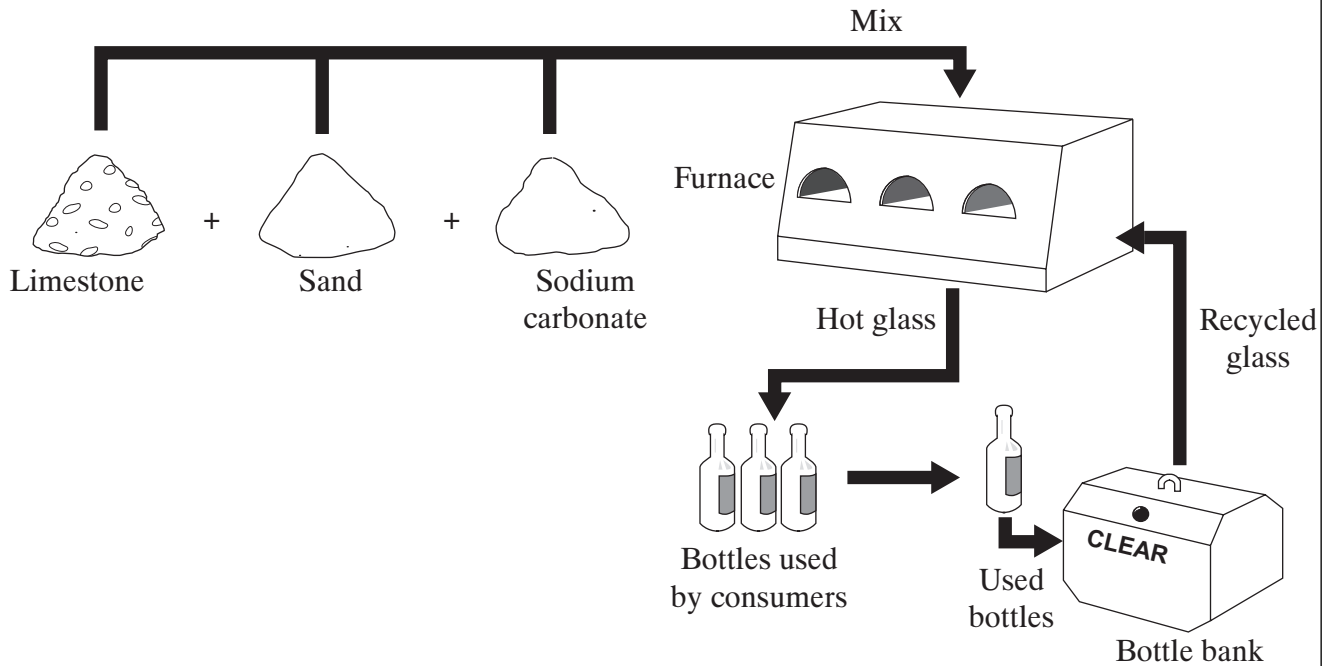 Mix
Furnace
+
+
Limestone
Sand
Sodium
carbonate
Hot glass
Recycled
glass
CLEAR
Bottles used
by consumers
Used
bottles
Bottle bank